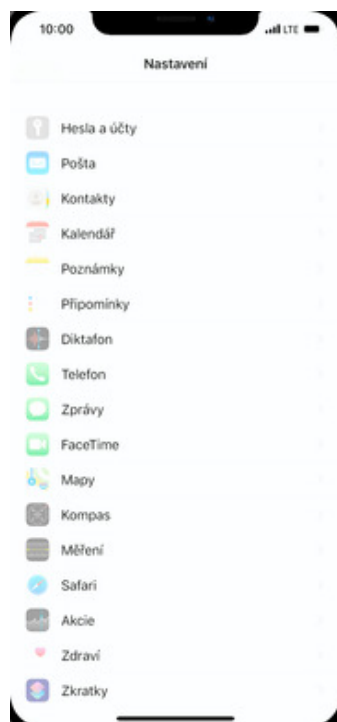 10:00
LTE
Nastavení
Hesla a účty
Pošta
Kontakty
Kalendář
Poznámky
Připomínky
Diktafon
Telefon
Zprávy
FaceTime
Mapy
Kompas
Měření
Safari
Akcie
Zdraví
Zkratky